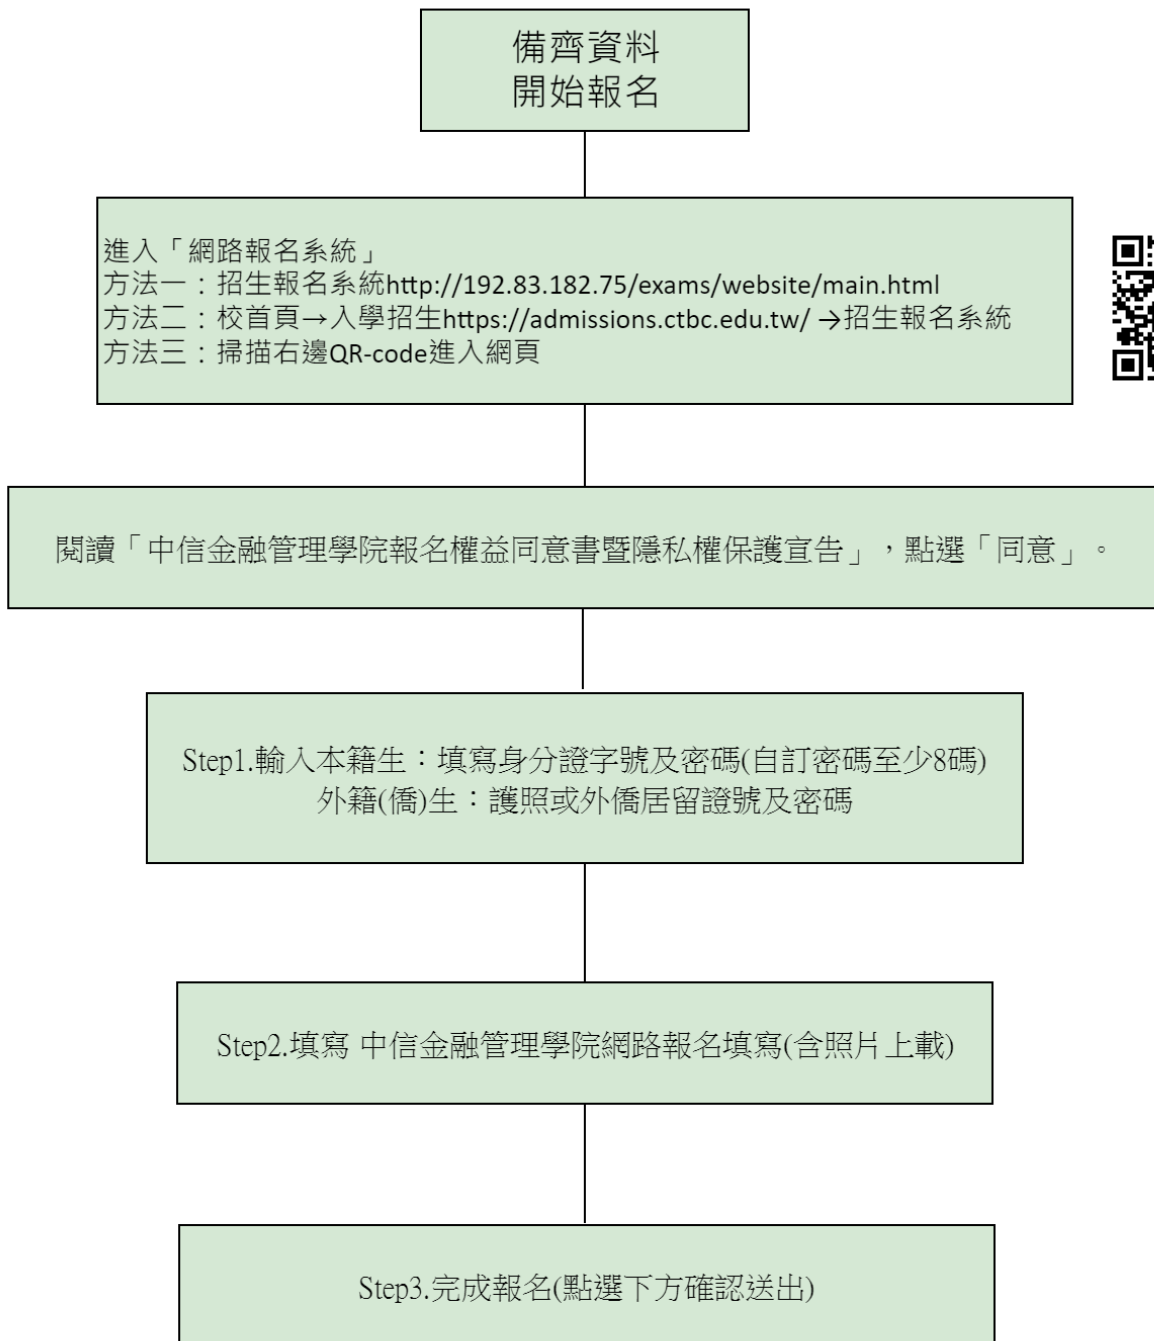 備齊資料
開始報名
進入「網路報名系統」
方法一：招生報名系統http://192.83.182.75/exams/website/main.html
方法二：校首頁→入學招生https://admissions.ctbc.edu.tw/ →招生報名系統
方法三：掃描右邊QR-code進入網頁
閱讀「中信金融管理學院報名權益同意書暨隱私權保護宣告」，點選「同意」。
Step1.輸入本籍生：填寫身分證字號及密碼(自訂密碼至少8碼)
外籍(僑)生：護照或外僑居留證號及密碼
Step2.填寫 中信金融管理學院網路報名填寫(含照片上載)
Step3.完成報名(點選下方確認送出)